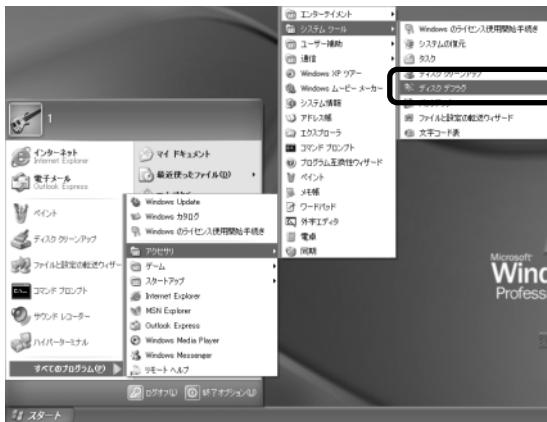 1
インターネット
Internet Explorer
電子メール
Outlook Express
ペイント
ディスク クリーンアップ
ファイルと設定の転送ウィザー
コマンド プロンプト
サウンド レコーダー
ハイパーターミナル
すべてのプログラム(P)
マイ ドキュメント
最近使ったファイル(D)
Windows Update
Windows カタログ
Windows のライセンス使用開始手続き
アクセサリ
ゲーム
スタートアップ
Internet Explorer
MSN Explorer
Outlook Express
Windows Media Player
Windows Messenger
リモート ヘルプ
ログオフ(L)
終了オプション(U)
スタート
エンターテイメント
システム ツール
ユーザー補助
通信
Windows XP ツアー
Windows ムービー メーカー
システム情報
アドレス帳
エクスプローラ
コマンド プロンプト
プログラム互換性ウィザード
ペイント
メモ帳
ワードパッド
外字エディタ
電卓
同期
Windows のライセンス使用開始手続き
システムの復元
タスク
ディスク クリーンアップ
ディスク デフラグ
ファイルと設定の転送ウィザード
文字コード表
Microsoft
Wind
Profess